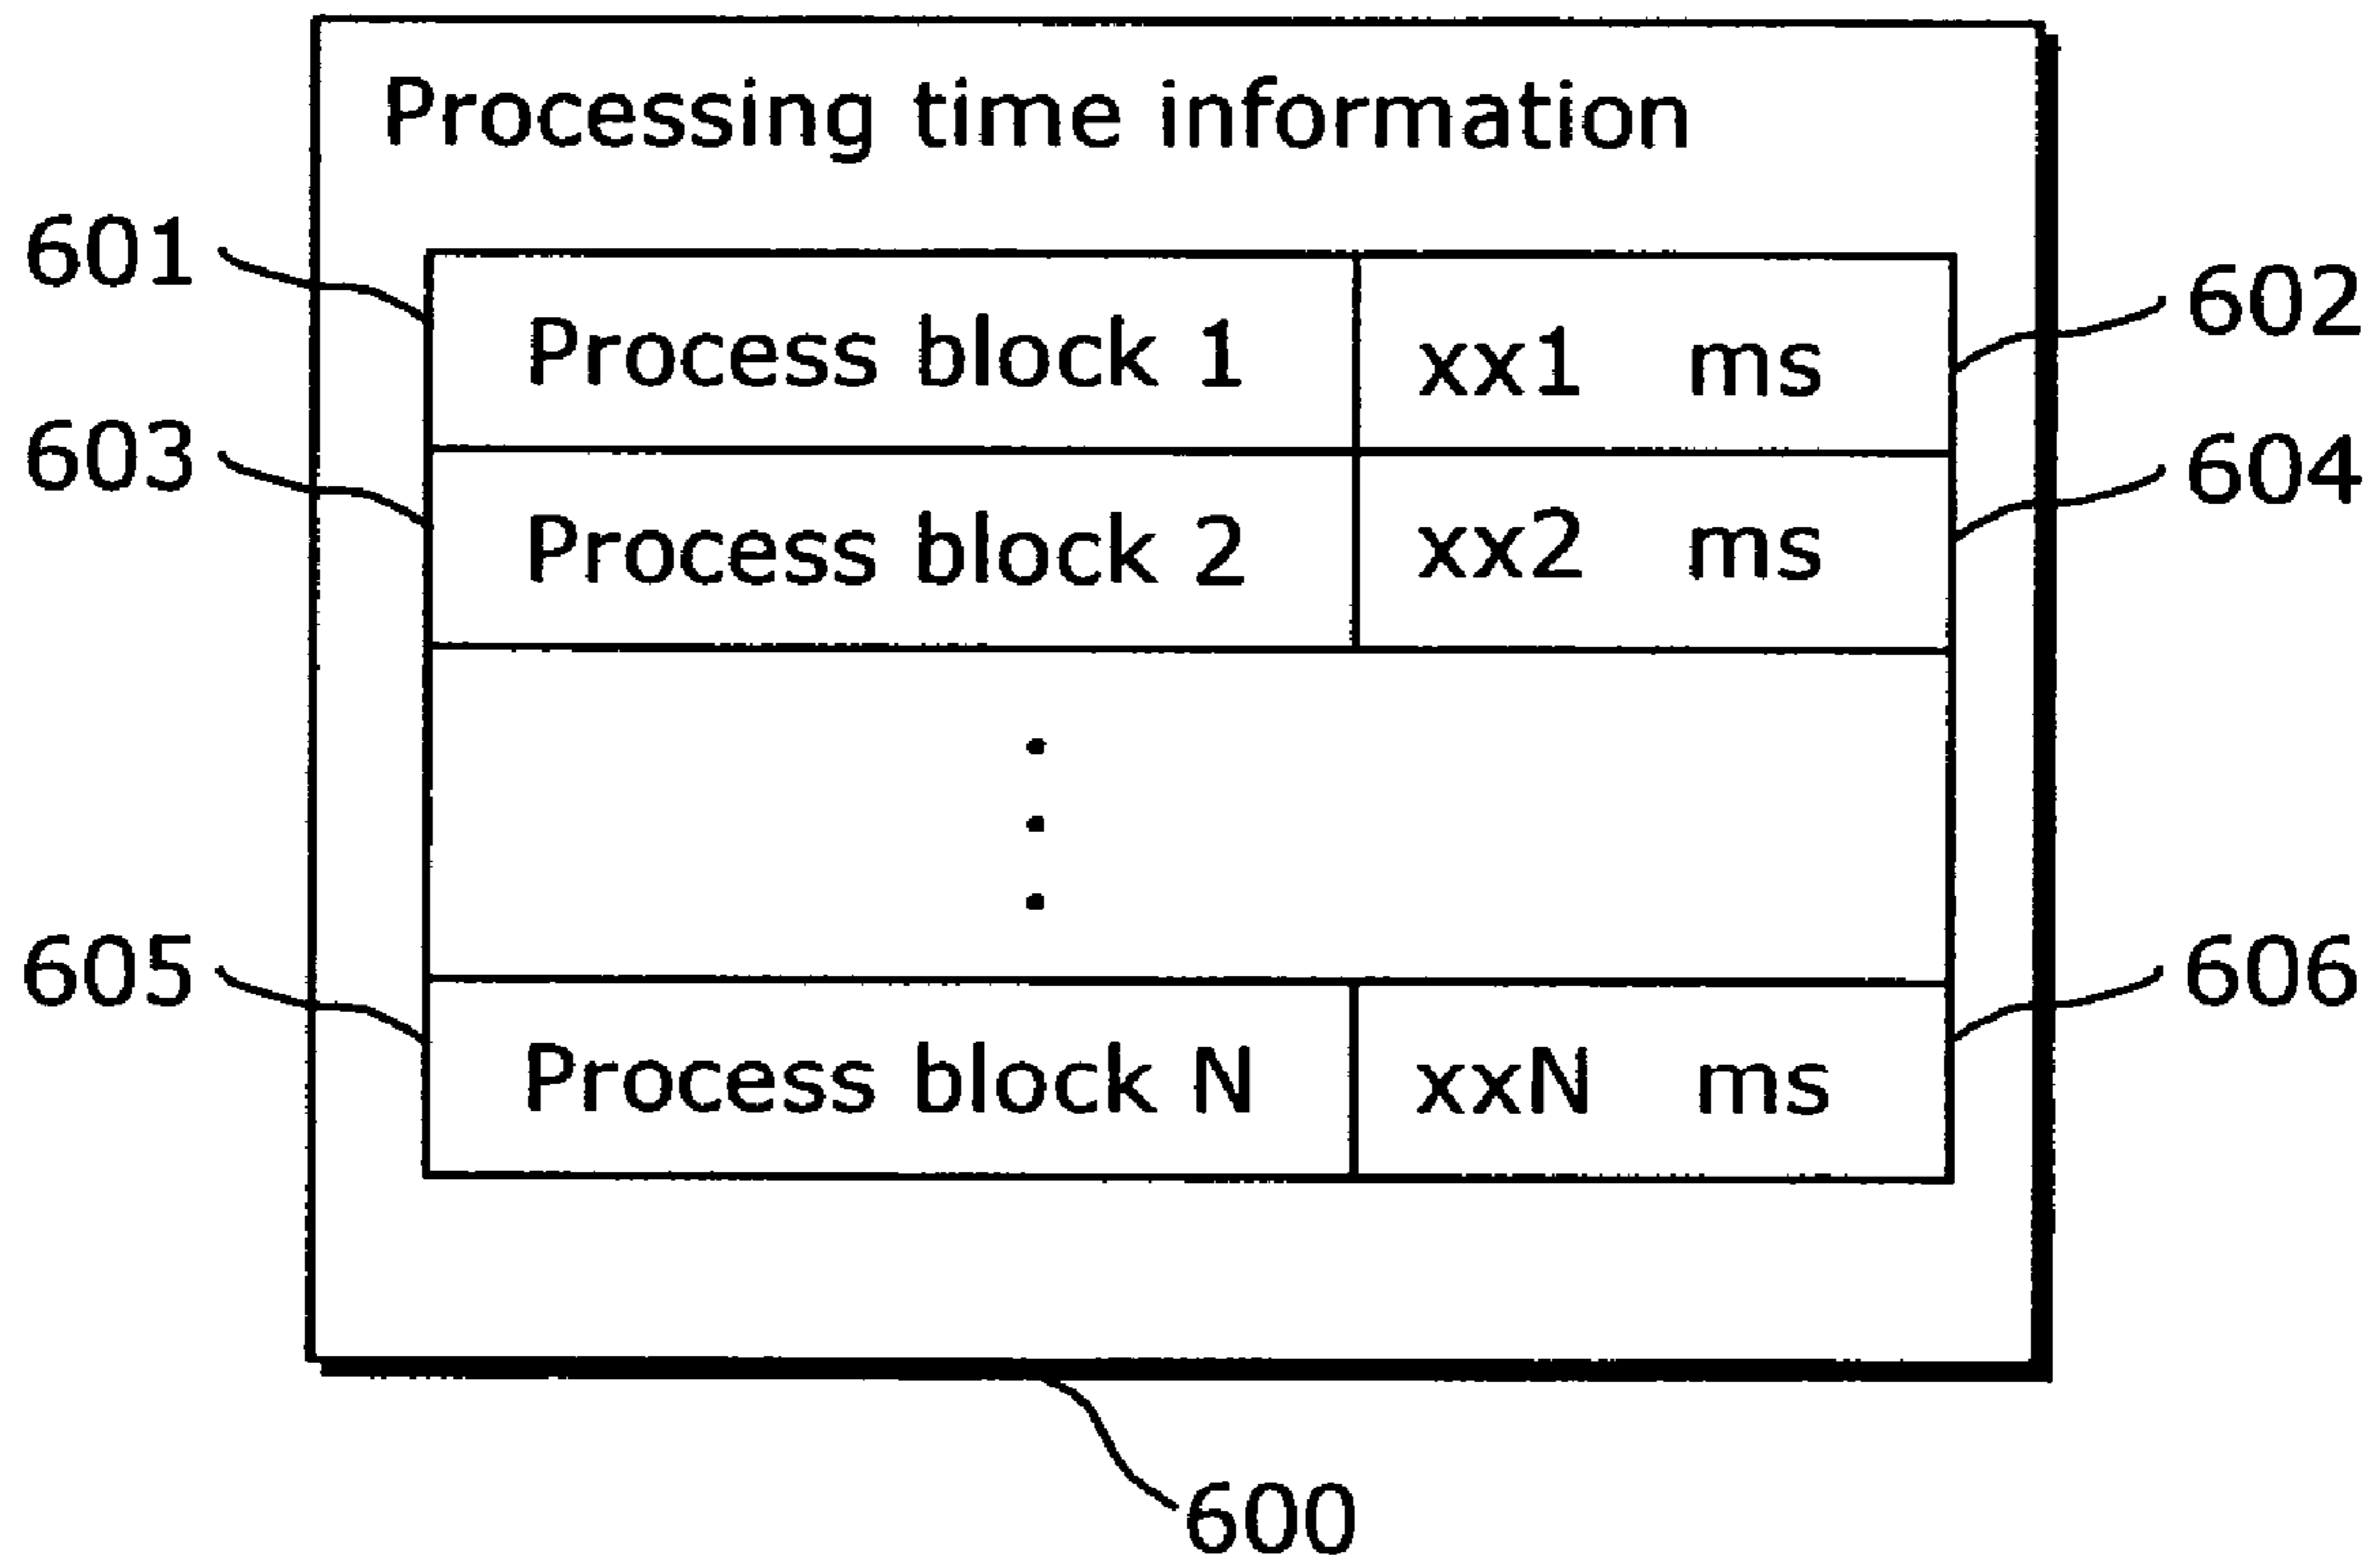 Processing time information
601
602
Process block 1 xx1 ms
603
604
Process block 2 xx2 ms
605
606
Process block N xxN ms
600